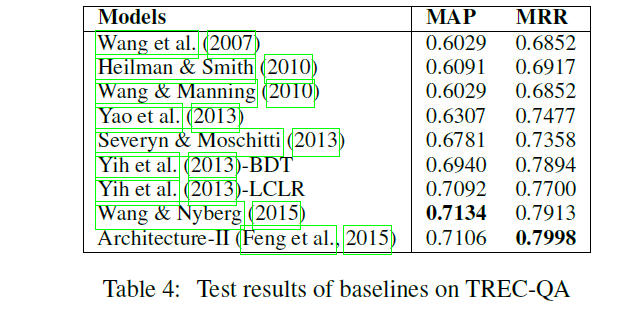 Models MAP MRR
Wang et al. (2007) 0.6029 0.6852
Heilman & Smith (2010) 0.6091 0.6917
Wang & Manning (2010) 0.6029 0.6852
Yao et al. (2013) 0.6307 0.7477
Severyn & Moschitti (2013) 0.6781 0.7358
Yih et al. (2013)-BDT 0.6940 0.7894
Yih et al. (2013)-LCLR 0.7092 0.7700
Wang & Nyberg (2015) 0.7134 0.7913
Architecture-II (Feng et al., 2015) 0.7106 0.7998
Table 4: Test results of baselines on TREC-QA